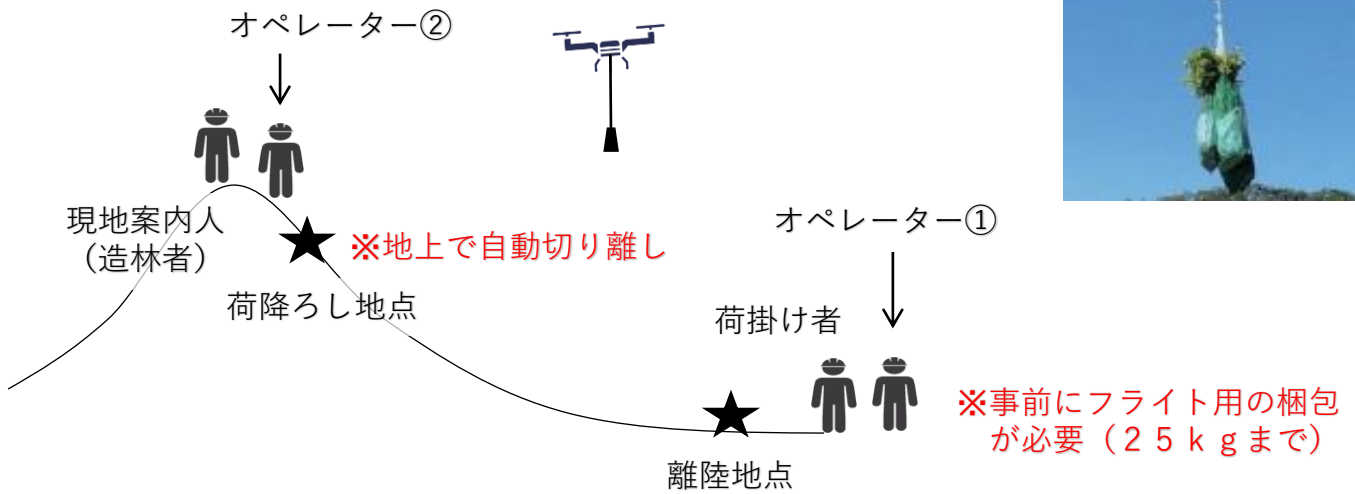 オペレーター②
現地案内人
（造林者）
※地上で自動切り離し
荷降ろし地点
オペレーター①
荷掛け者
※事前にフライト用の梱包
が必要（２５ｋｇまで）
離陸地点